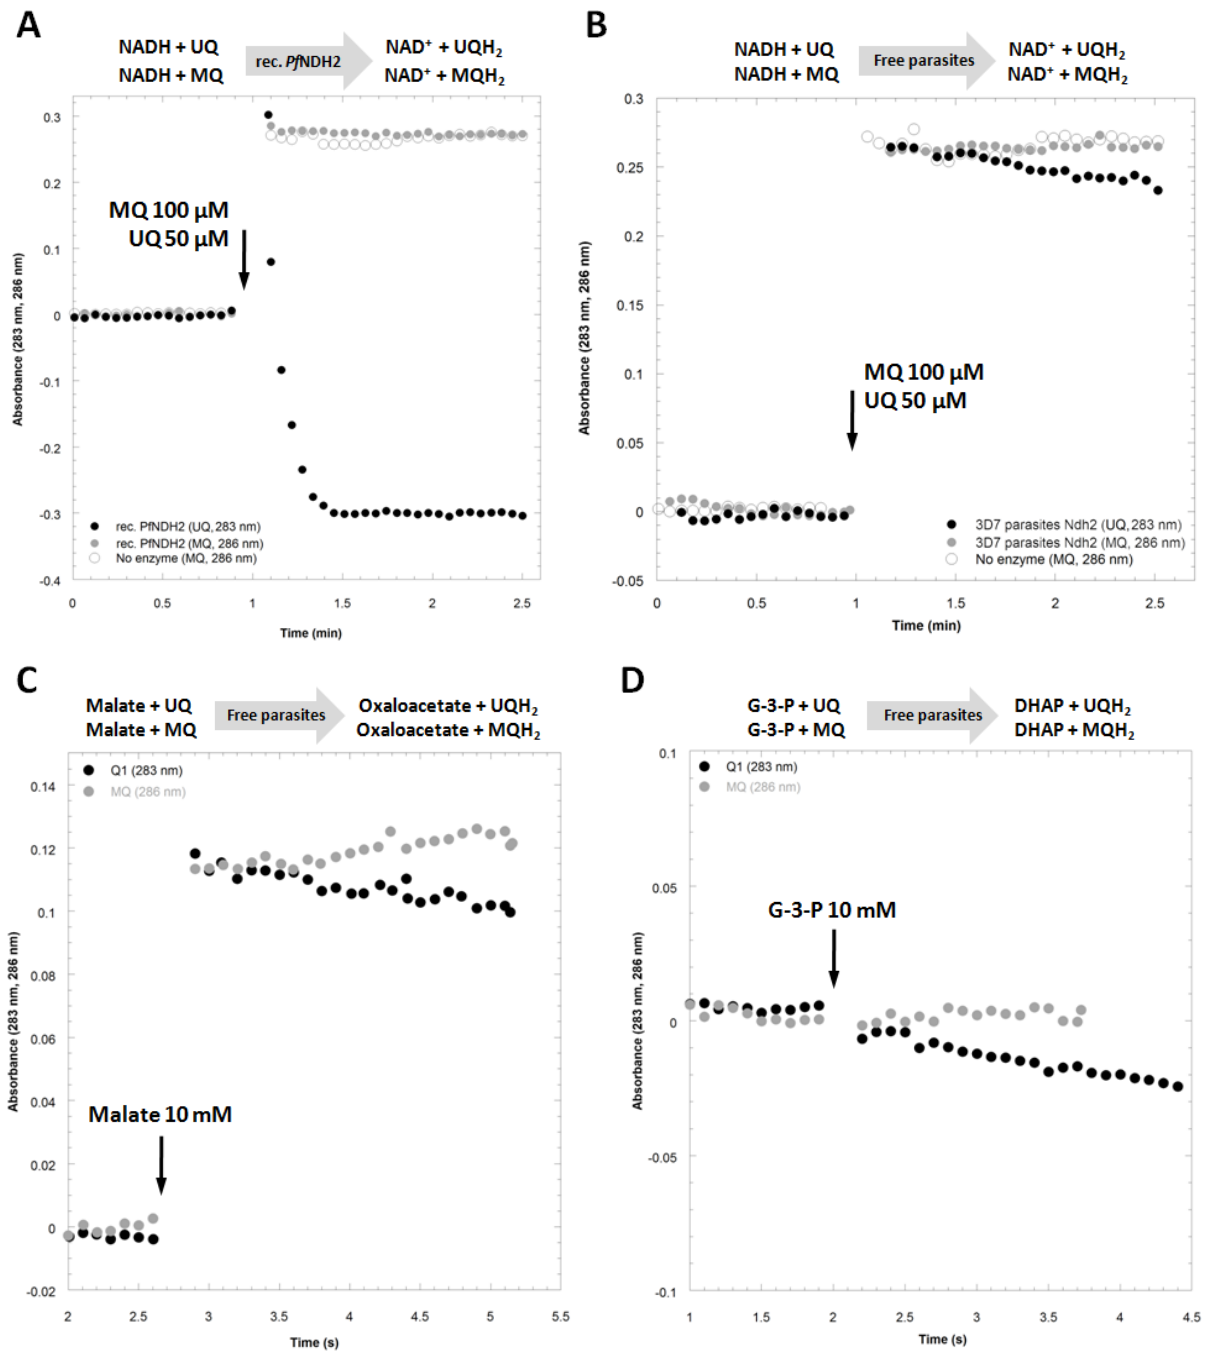 A
NADH + UQ
NADH + MQ
rec. PfNDH2
NAD+ + UQH2
NAD+ + MQH2
0.3
0.2
0.1
0
-0.1
-0.2
-0.3
-0.4
Absorbance (283 nm, 286 nm)
MQ 100 µM
UQ 50 µM
rec. PfNDH2 (UQ, 283 nm)
rec. PfNDH2 (MQ, 286 nm)
No enzyme (MQ, 286 nm)
0 0.5 1 1.5 2 2.5
Time (min)
B
NADH + UQ
NADH + MQ
Free parasites
NAD+ + UQH2
NAD+ + MQH2
0.3
0.25
0.2
0.15
0.1
0.05
0
-0.05
Absorbance (283 nm, 286 nm)
MQ 100 µM
UQ 50 µM
3D7 parasites Ndh2 (UQ, 283 nm)
3D7 parasites Ndh2 (MQ, 286 nm)
No enzyme (MQ, 286 nm)
0 0.5 1 1.5 2 2.5
Time (min)
C
Malate + UQ
Malate + MQ
Free parasites
Oxaloacetate + UQH2
Oxaloacetate + MQH2
Q1 (283 nm)
MQ (286 nm)
0.14
0.12
0.1
0.08
0.06
0.04
0.02
0
-0.02
Absorbance (283 nm, 286 nm)
Malate 10 mM
2 2.5 3 3.5 4 4.5 5 5.5
Time (s)
D
G-3-P + UQ
G-3-P + MQ
Free parasites
DHAP + UQH2
DHAP + MQH2
Q1 (283 nm)
MQ (286 nm)
0.1
0.05
0
-0.05
-0.1
Absorbance (283 nm, 286 nm)
G-3-P 10 mM
1 1.5 2 2.5 3 3.5 4 4.5
Time (s)